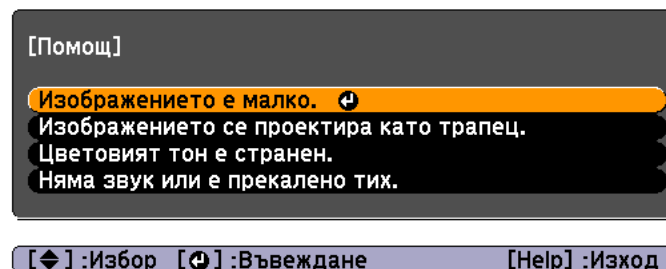 [Помощ]
Изображението е малко.
Изображението се проектира като трапец.
Цветовият тон е странен.
Няма звук или е прекалено тих.
[◆] :Избор [↵] :Въвеждане [Help] :Изход